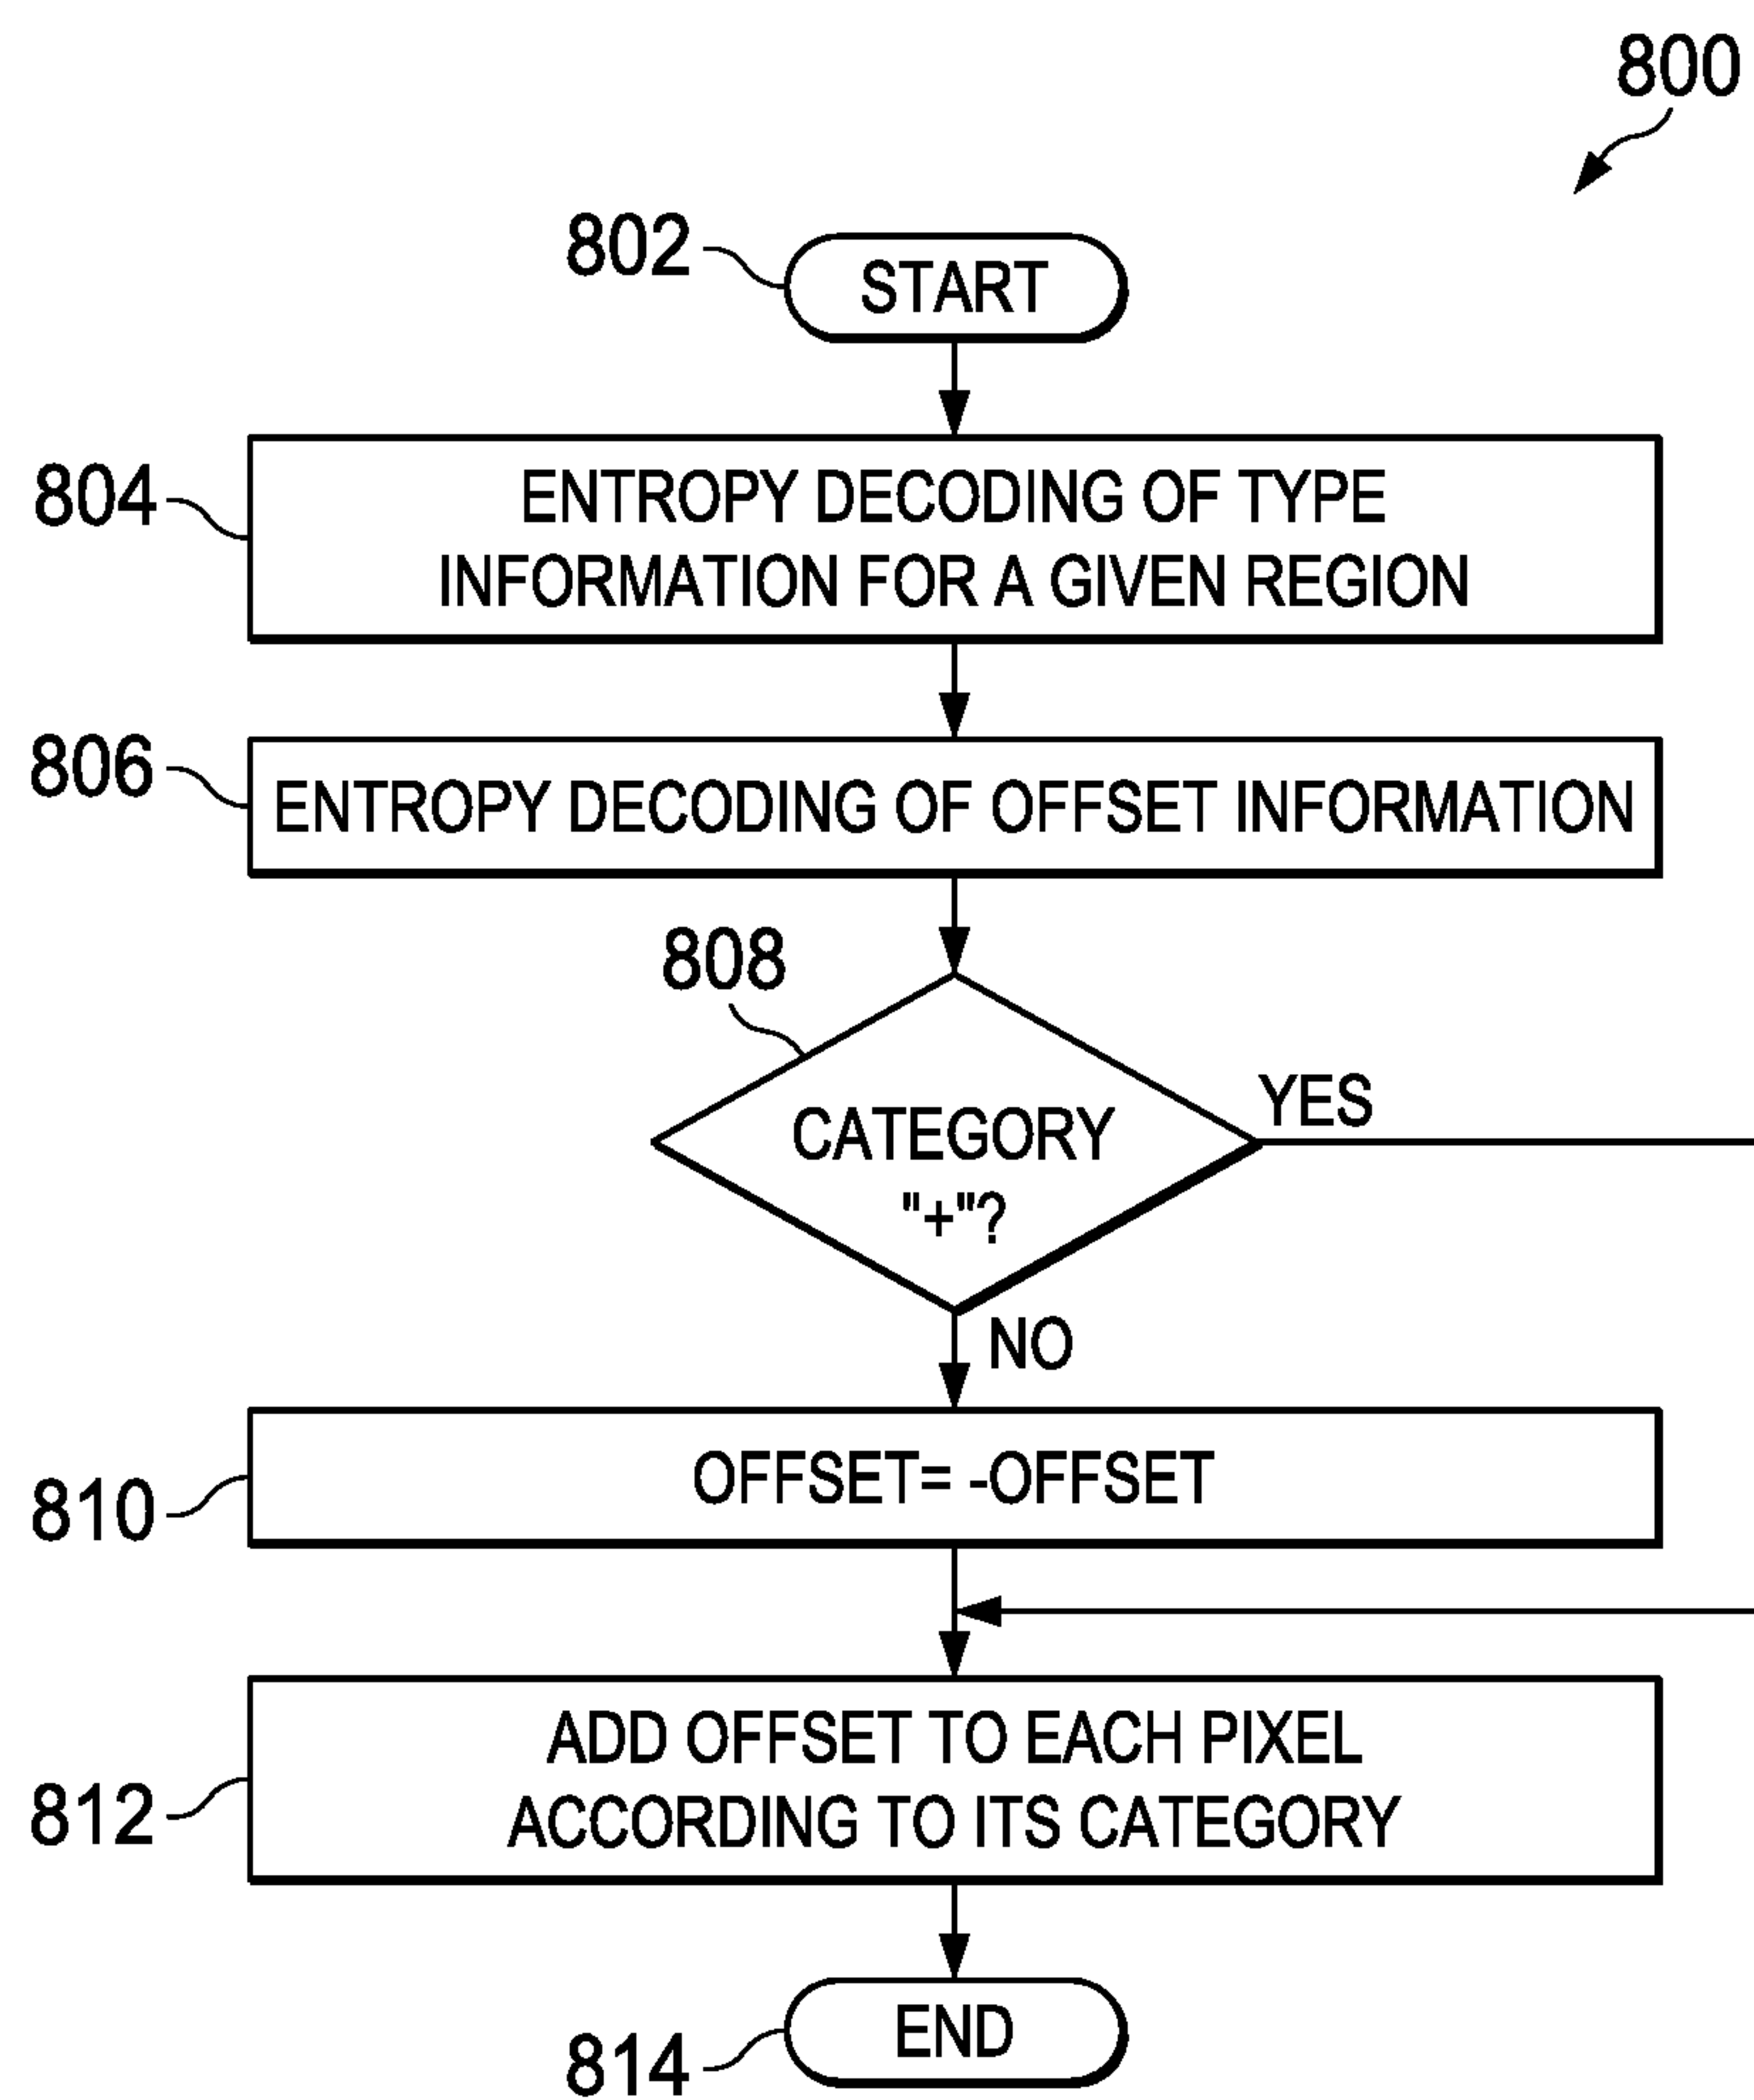 800
802
START
804
ENTROPY DECODING OF TYPE
INFORMATION FOR A GIVEN REGION
806
ENTROPY DECODING OF OFFSET INFORMATION
808
CATEGORY
"+"?
YES
NO
810
OFFSET= -OFFSET
812
ADD OFFSET TO EACH PIXEL
ACCORDING TO ITS CATEGORY
814
END